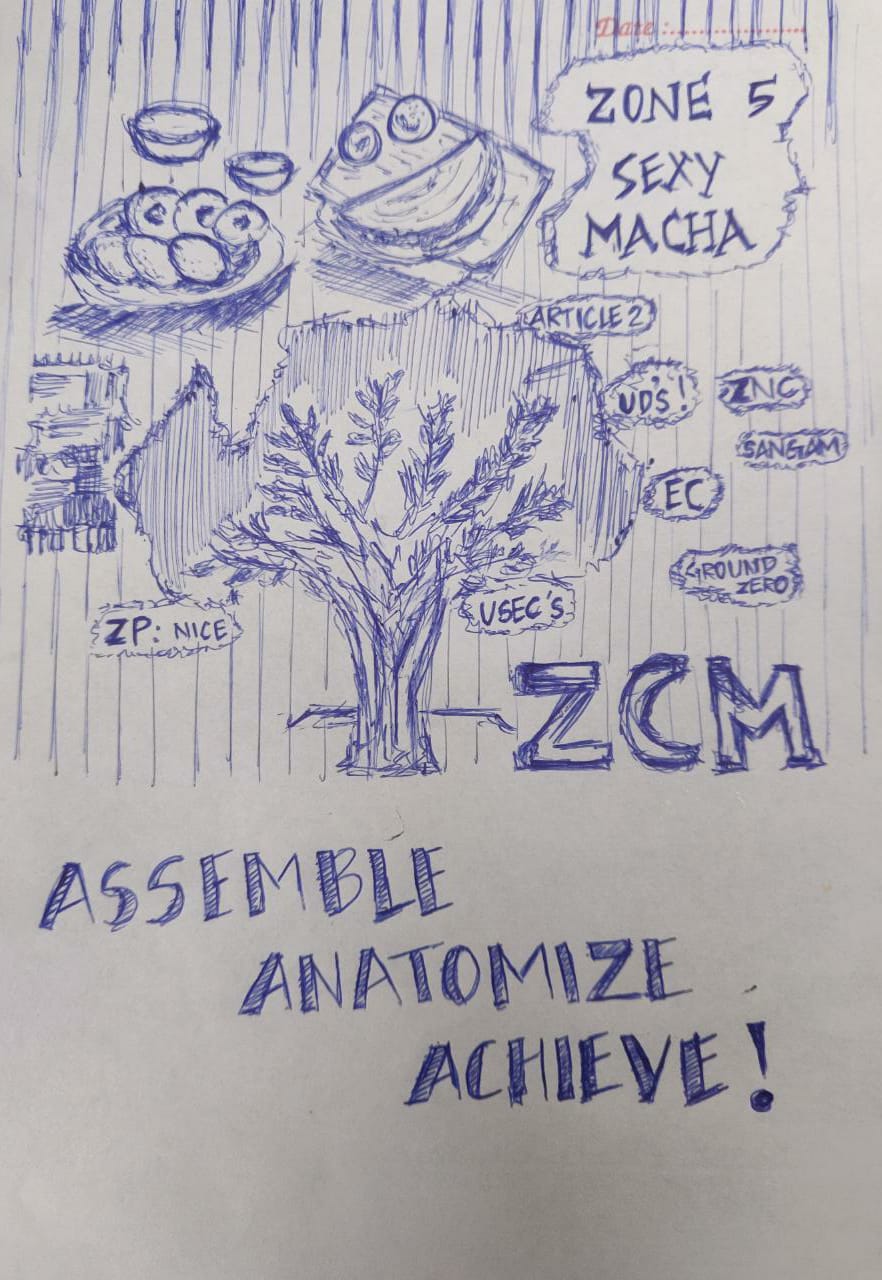 Date :....................
ZONE 5
SEXY
MACHA
ARTICLE 2
UD'S !
ZNC
SANGAM
EC
GROUND
ZERO
ZP: NICE
USEC'S
ZCM
ASSEMBLE
ANATOMIZE
ACHIEVE!